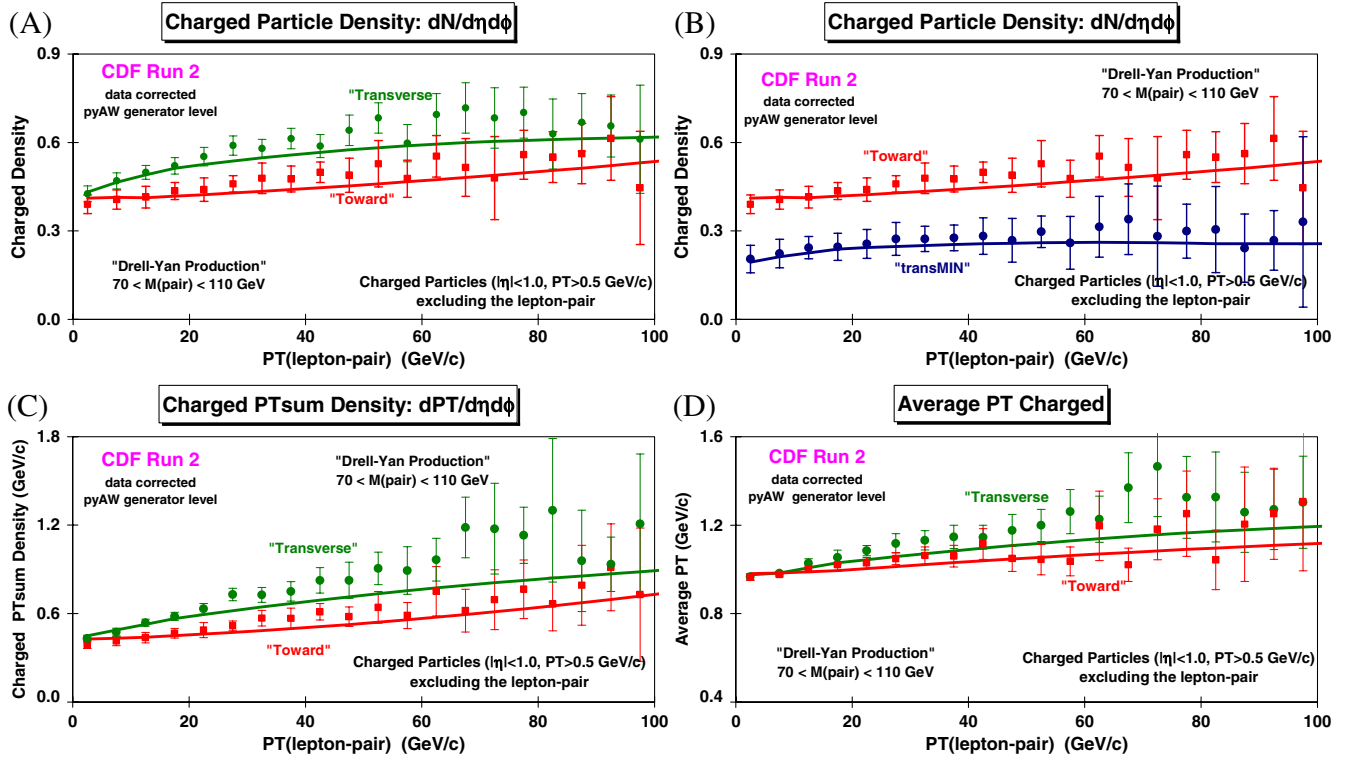 (A)
Charged Particle Density: dN/dηdϕ
CDF Run 2
data corrected
pyAW generator level
"Transverse
"Toward"
"Drell-Yan Production"
70 < M(pair) < 110 GeV
Charged Particles (|η|<1.0, PT>0.5 GeV/c)
excluding the lepton-pair
Charged Density
0.9
0.6
0.3
0.0
0 20 40 60 80 100
PT(lepton-pair) (GeV/c)
(B)
Charged Particle Density: dN/dηdϕ
CDF Run 2
data corrected
pyAW generator level
"Drell-Yan Production"
70 < M(pair) < 110 GeV
"Toward"
"transMIN"
Charged Particles (|η|<1.0, PT>0.5 GeV/c)
excluding the lepton-pair
Charged Density
0.9
0.6
0.3
0.0
0 20 40 60 80 100
PT(lepton-pair) (GeV/c)
(C)
Charged PTsum Density: dPT/dηdϕ
CDF Run 2
data corrected
pyAW generator level
"Drell-Yan Production"
70 < M(pair) < 110 GeV
"Transverse"
"Toward"
Charged Particles (|η|<1.0, PT>0.5 GeV/c)
excluding the lepton-pair
Charged PTsum Density (GeV/c)
1.8
1.2
0.6
0.0
0 20 40 60 80 100
PT(lepton-pair) (GeV/c)
(D)
Average PT Charged
CDF Run 2
data corrected
pyAW generator level
"Transverse
"Toward"
"Drell-Yan Production"
70 < M(pair) < 110 GeV
Charged Particles (|η|<1.0, PT>0.5 GeV/c)
excluding the lepton-pair
Average PT (GeV/c)
1.6
1.2
0.8
0.4
0 20 40 60 80 100
PT(lepton-pair) (GeV/c)